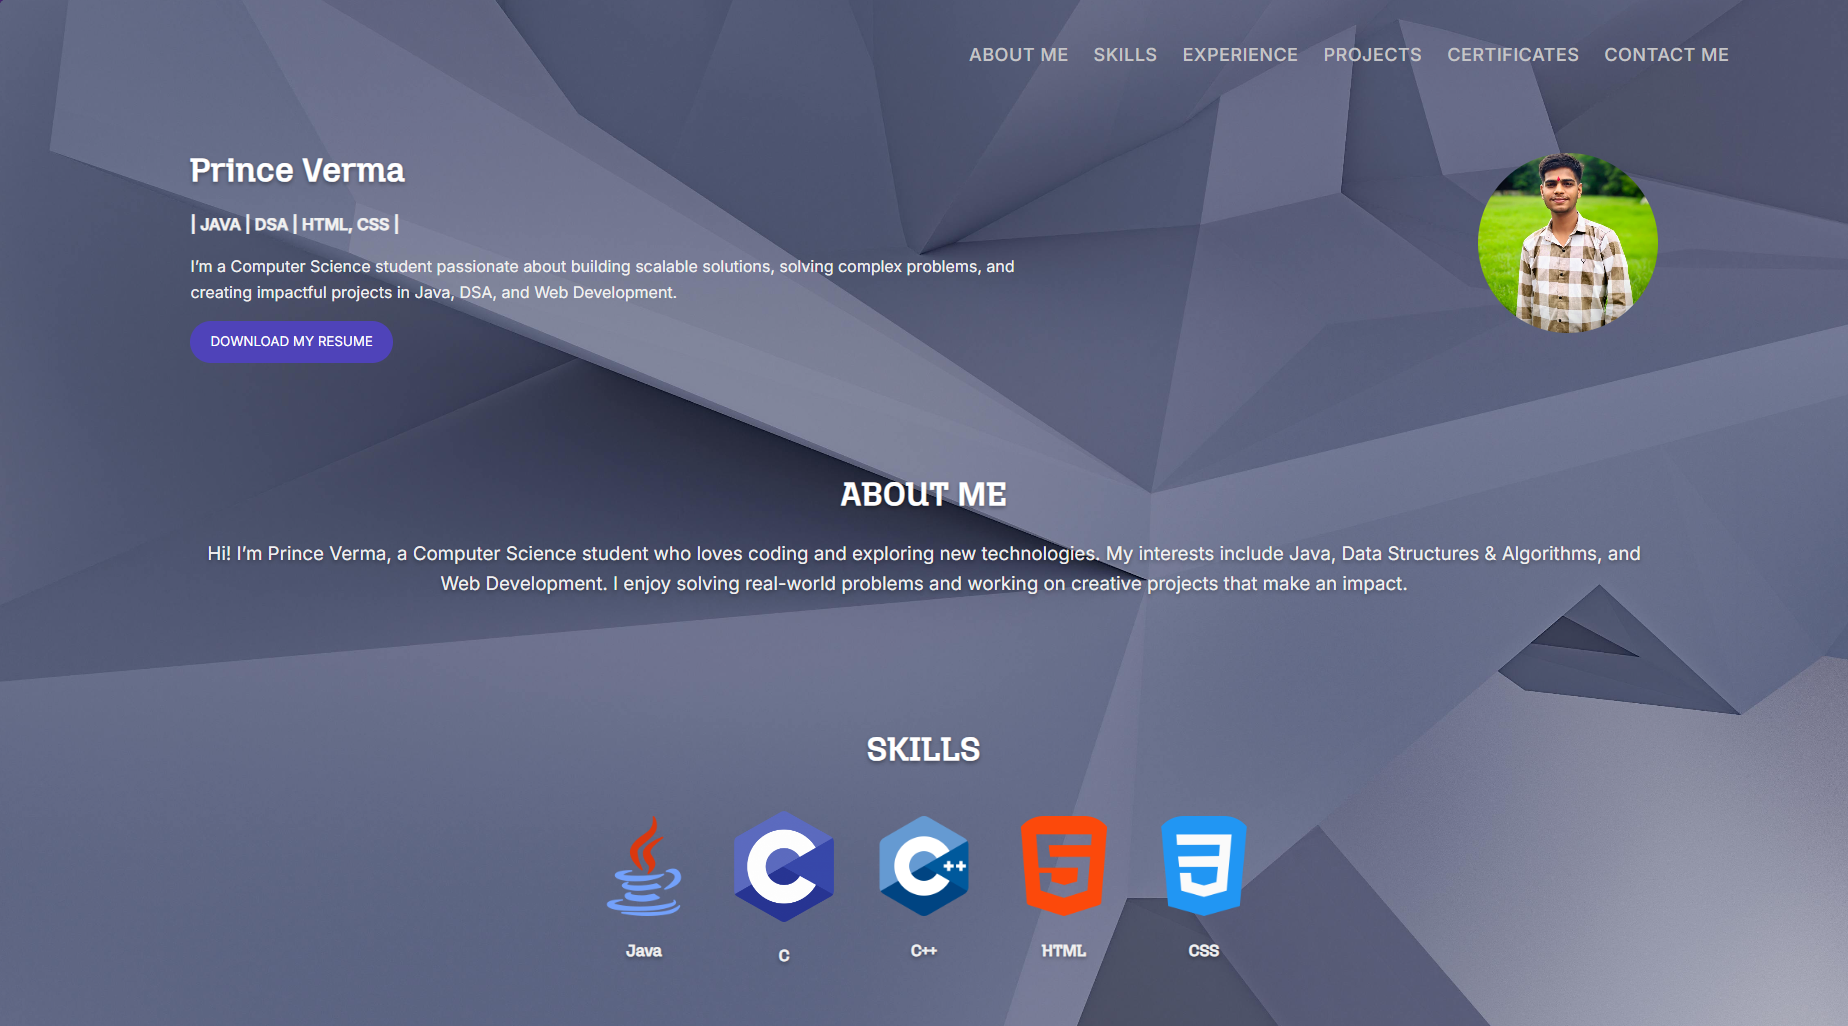 ABOUT ME SKILLS EXPERIENCE PROJECTS CERTIFICATES CONTACT ME
Prince Verma
| JAVA | DSA | HTML, CSS |
I’m a Computer Science student passionate about building scalable solutions, solving complex problems, and
creating impactful projects in Java, DSA, and Web Development.
DOWNLOAD MY RESUME
ABOUT ME
Hi! I’m Prince Verma, a Computer Science student who loves coding and exploring new technologies. My interests include Java, Data Structures & Algorithms, and
Web Development. I enjoy solving real-world problems and working on creative projects that make an impact.
SKILLS
C C++ 5 3
Java C C++ HTML CSS